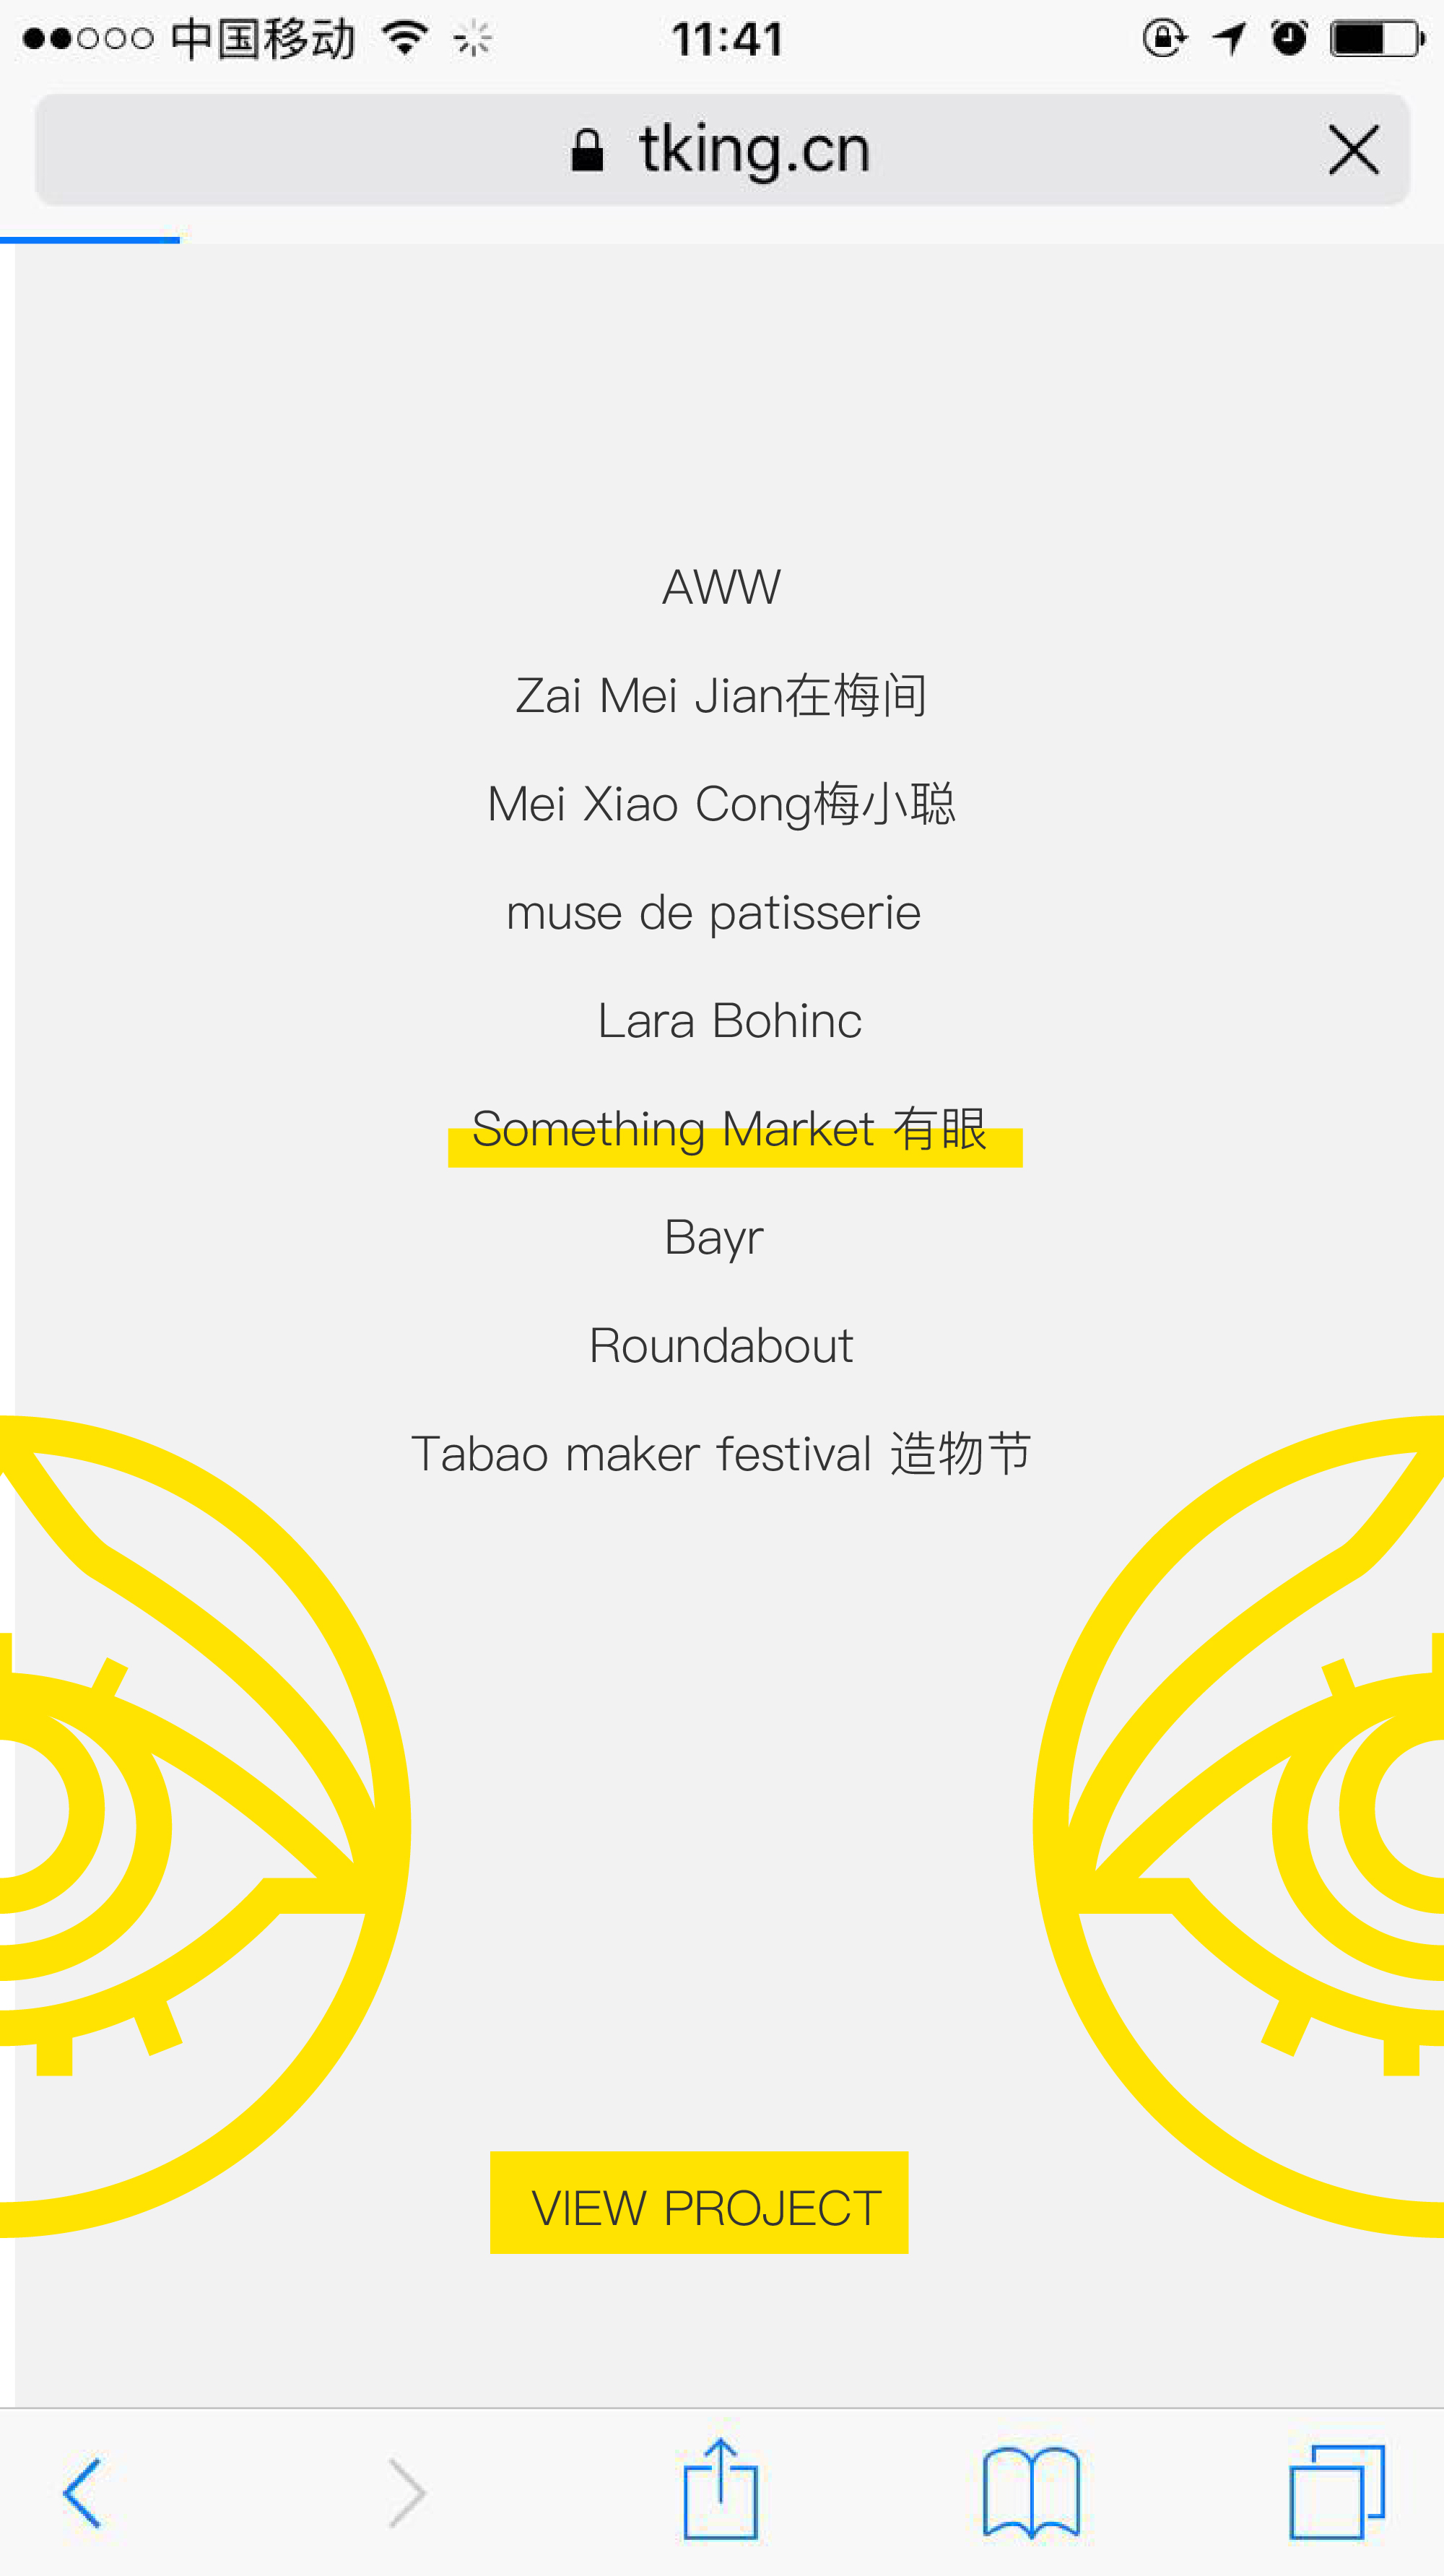 中国移动 11:41
tking.cn
AWW
Zai Mei Jian在梅间
Mei Xiao Cong梅小聪
muse de patisserie
Lara Bohinc
Something Market 有眼
Bayr
Roundabout
Tabao maker festival 造物节
VIEW PROJECT